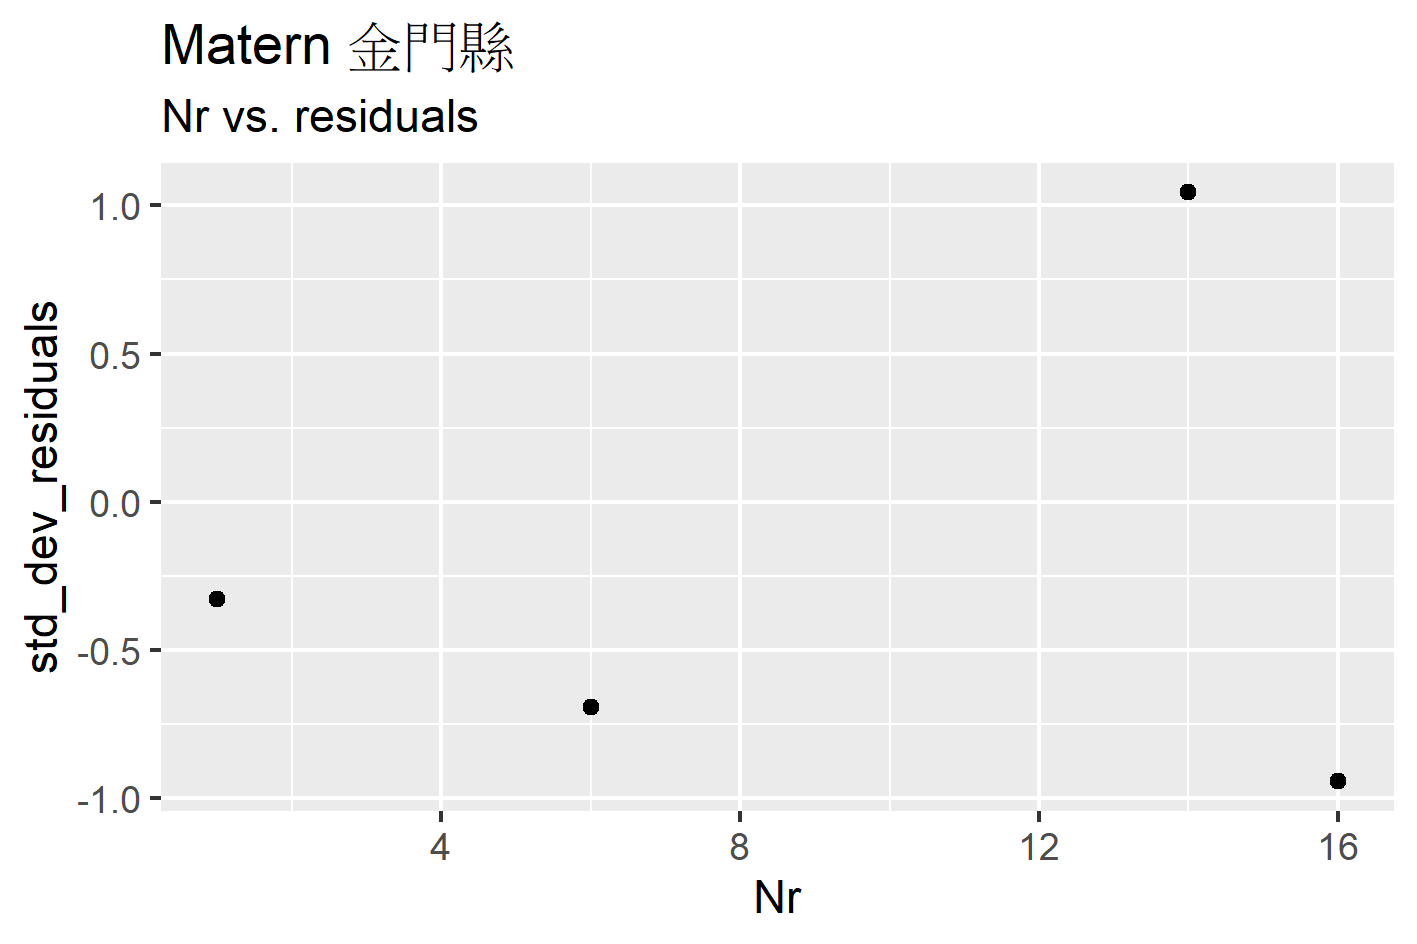 Matern 金門縣
Nr vs. residuals
std_dev_residuals
1.0
0.5
0.0
-0.5
-1.0
4 8 12 16
Nr